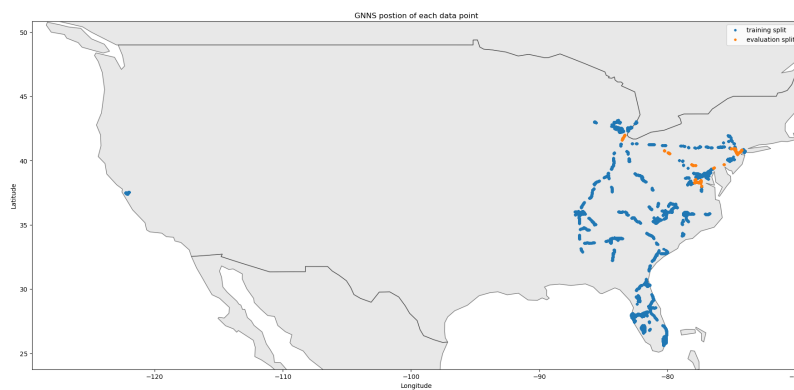 GNNS postion of each data point
training split
evaluation split
50
45
40
35
30
25
Latitude
−120
−110
−100
−90
−80
Longitude